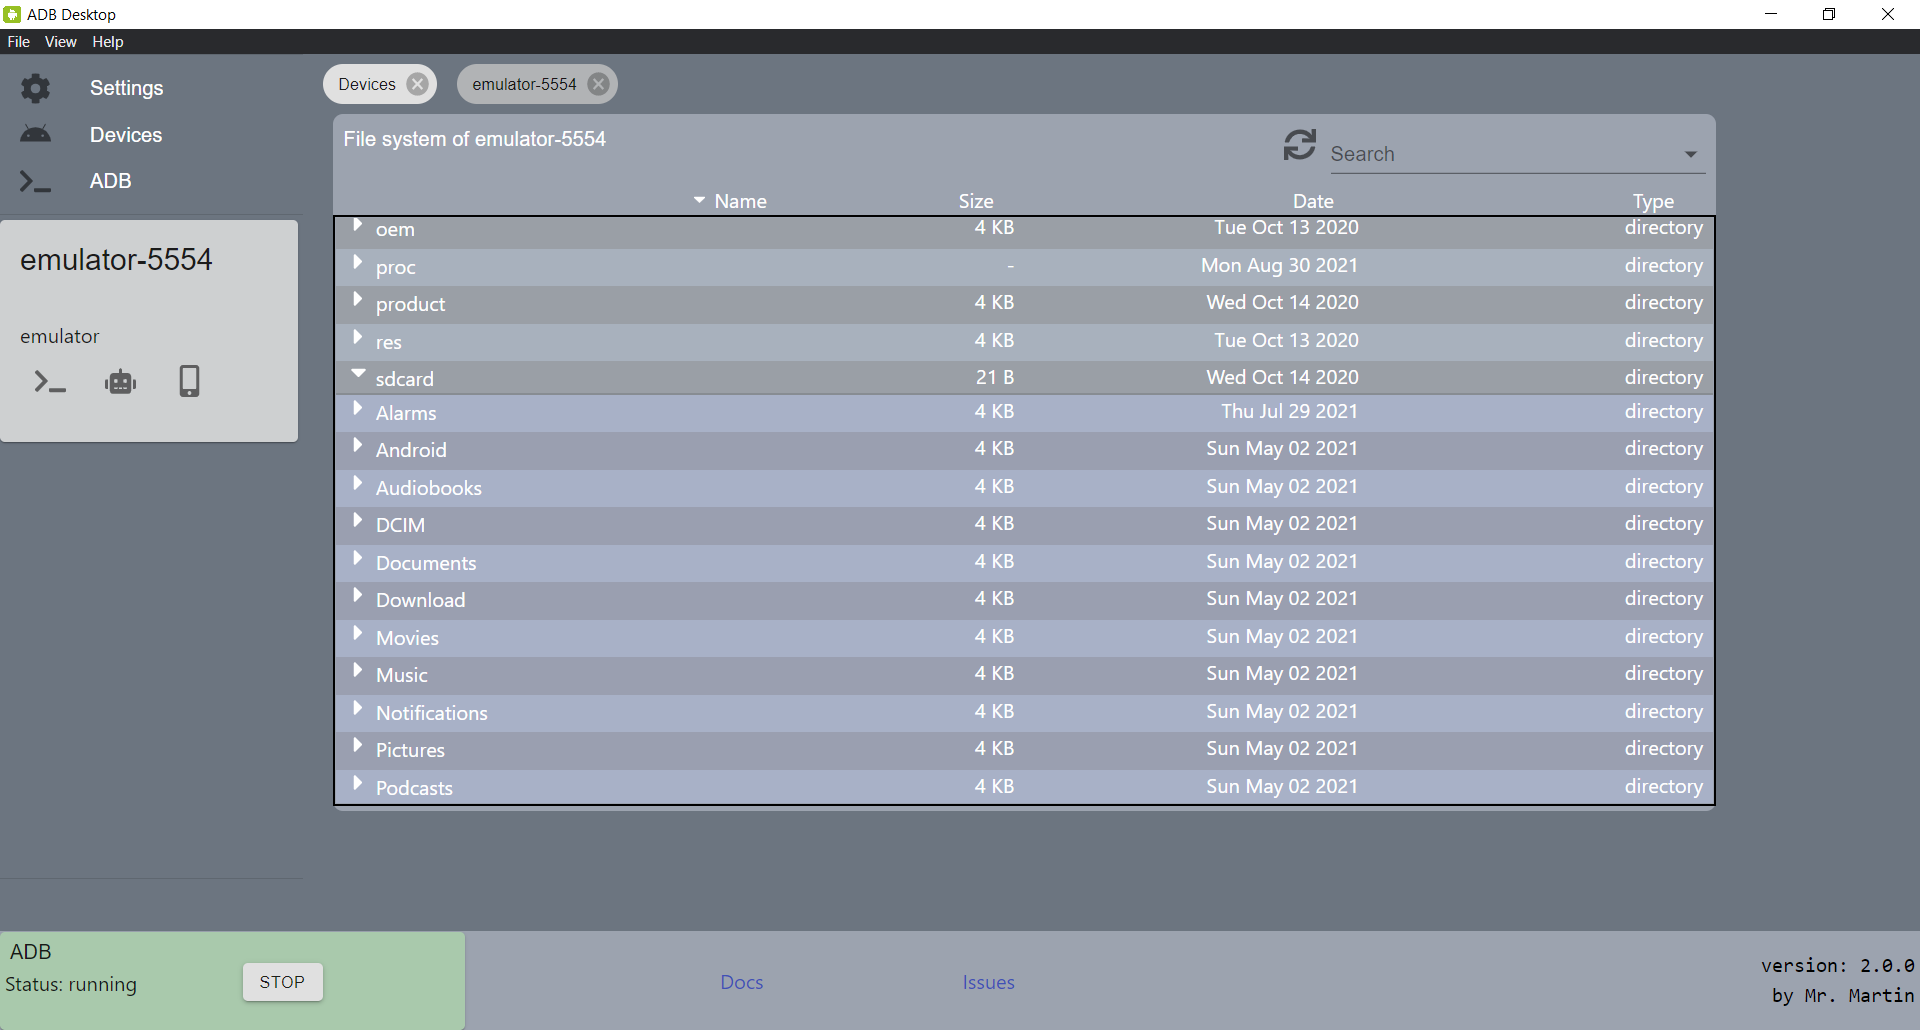 ADB Desktop
File View Help
Settings
Devices
ADB
emulator-5554
emulator
Devices emulator-5554
File system of emulator-5554
Search
Name Size Date Type
oem 4 KB Tue Oct 13 2020 directory
proc - Mon Aug 30 2021 directory
product 4 KB Wed Oct 14 2020 directory
res 4 KB Tue Oct 13 2020 directory
sdcard 21 B Wed Oct 14 2020 directory
Alarms 4 KB Thu Jul 29 2021 directory
Android 4 KB Sun May 02 2021 directory
Audiobooks 4 KB Sun May 02 2021 directory
DCIM 4 KB Sun May 02 2021 directory
Documents 4 KB Sun May 02 2021 directory
Download 4 KB Sun May 02 2021 directory
Movies 4 KB Sun May 02 2021 directory
Music 4 KB Sun May 02 2021 directory
Notifications 4 KB Sun May 02 2021 directory
Pictures 4 KB Sun May 02 2021 directory
Podcasts 4 KB Sun May 02 2021 directory
ADB
Status: running
STOP
Docs
Issues
version: 2.0.0
by Mr. Martin